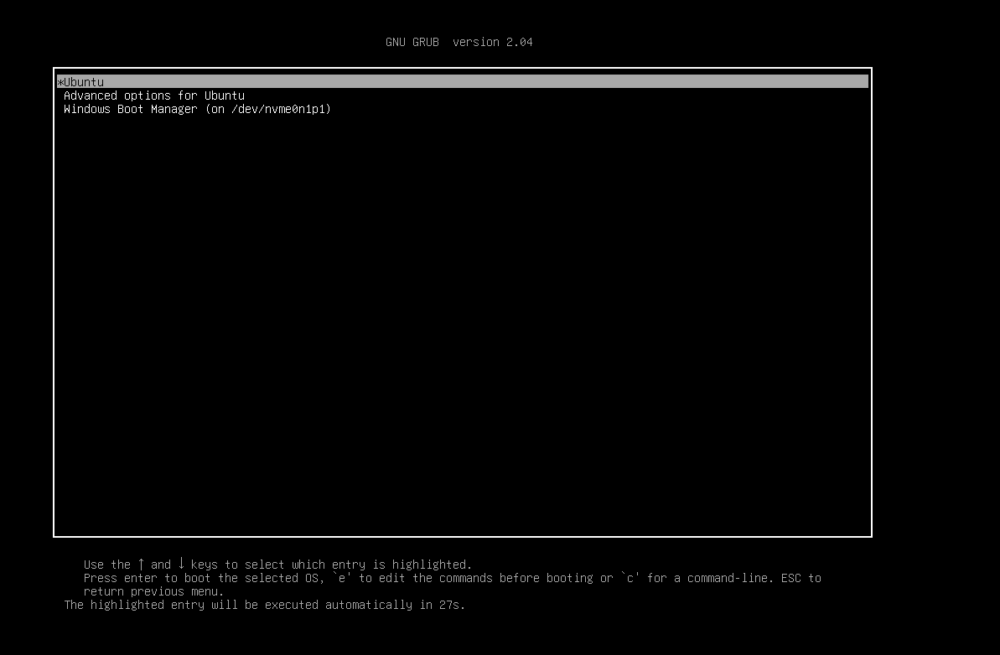 GNU GRUB  version 2.04
*Ubuntu
Advanced options for Ubuntu
Windows Boot Manager (on /dev/nvme0n1p1)
Use the ↑ and ↓ keys to select which entry is highlighted.
Press enter to boot the selected OS, `e' to edit the commands before booting or `c' for a command-line. ESC to
return previous menu.
The highlighted entry will be executed automatically in 27s.